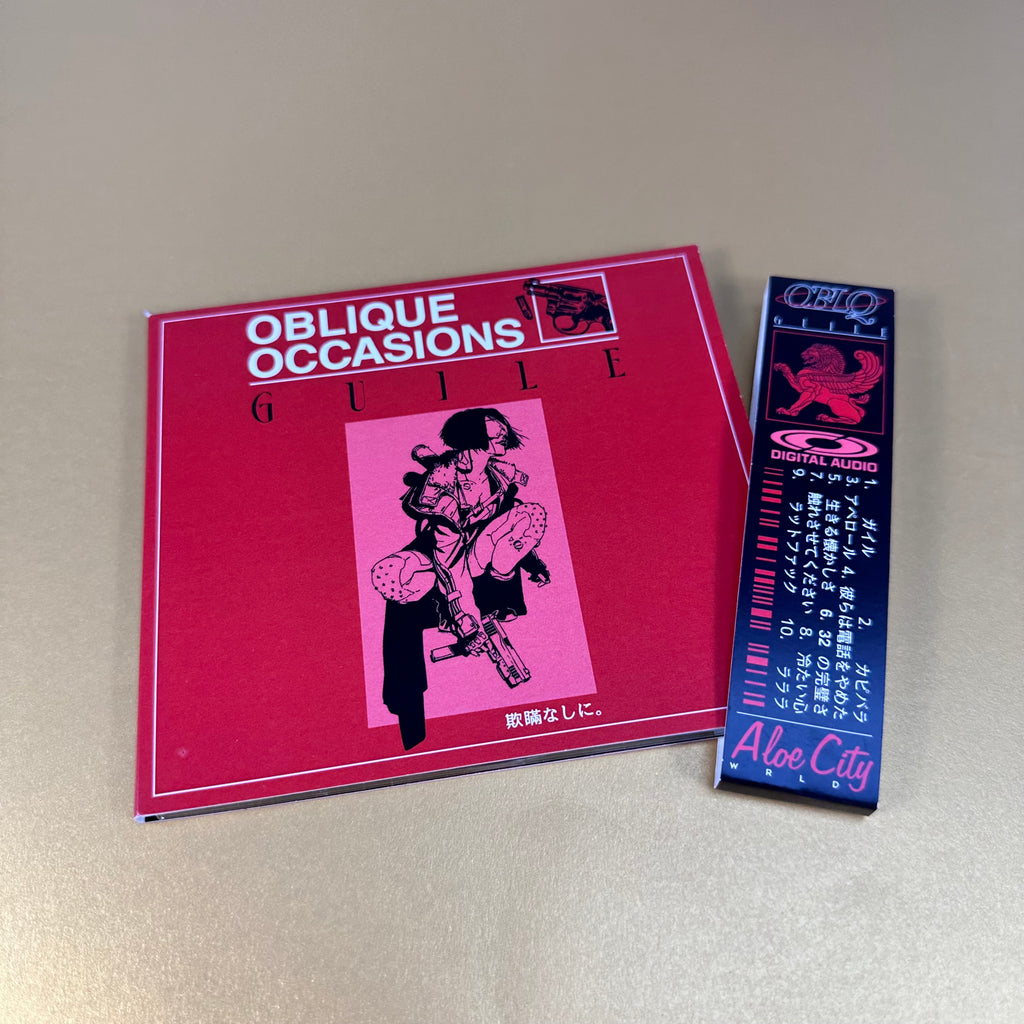 OBLIQUE
OCCASIONS
GUILE
欺瞞なしに。
OBLQ
GUILE
DIGITAL AUDIO
1. ガイル 2. カピバラ
3. アペロール 4. 彼らは電話をやめた
5. 生きる懐かしさ 6. 32 の完璧さ
7. 触れさせてください 8. 冷たい心
9. ラットファック 10. ラララ
Aloe City
WRLD